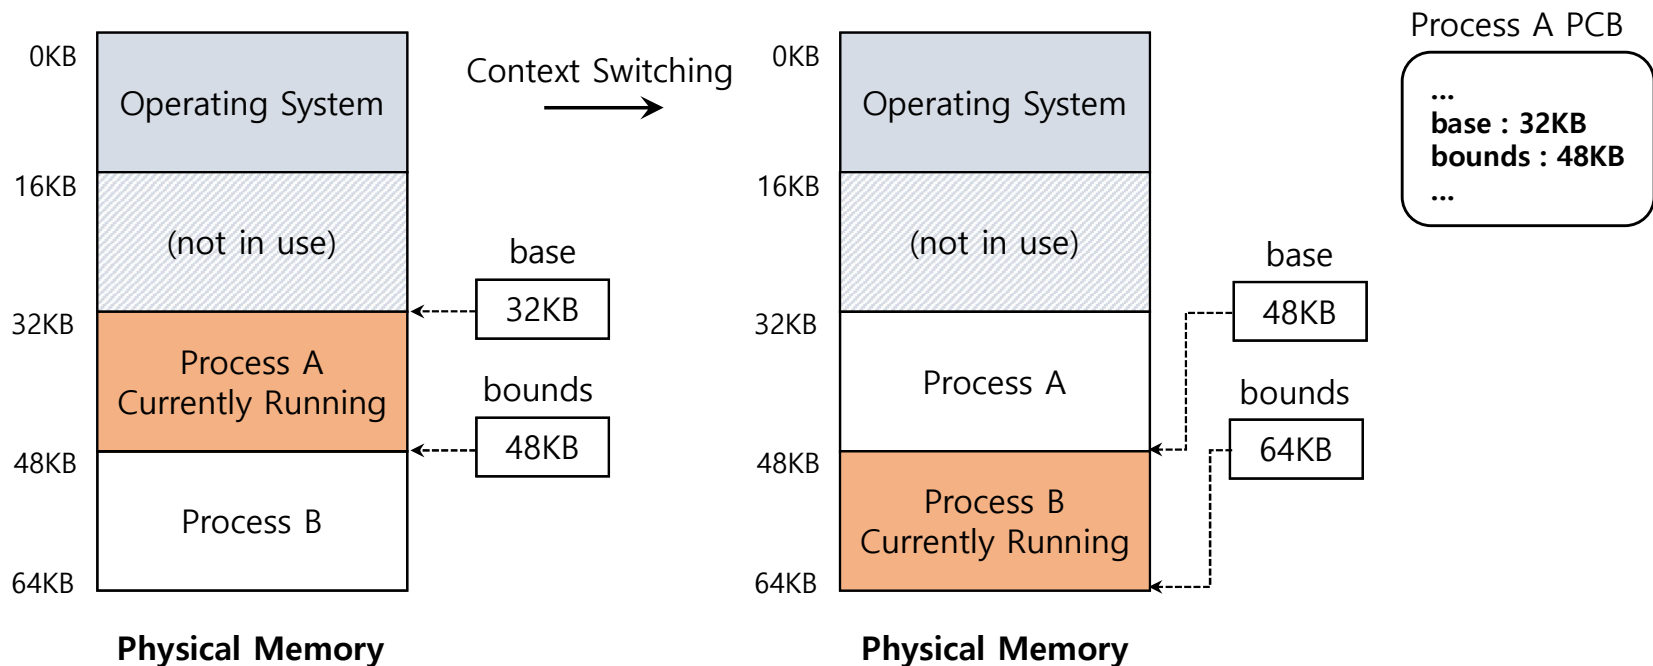 0KB
Operating System
16KB
(not in use)
32KB
Process A
Currently Running
48KB
Process B
64KB
Physical Memory
base
32KB
bounds
48KB
Context Switching
0KB
Operating System
16KB
(not in use)
32KB
Process A
48KB
Process B
Currently Running
64KB
Physical Memory
base
48KB
bounds
64KB
Process A PCB
...
base : 32KB
bounds : 48KB
...